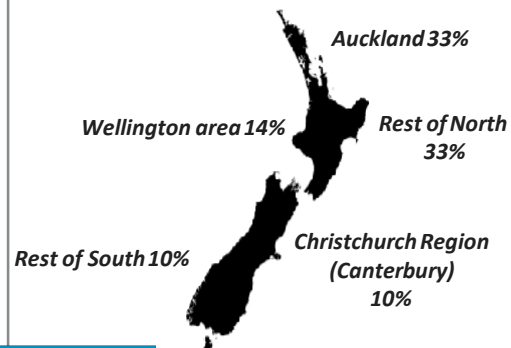 Auckland 33%
Wellington area 14%
Rest of North
33%
Christchurch Region
(Canterbury)
10%
Rest of South 10%